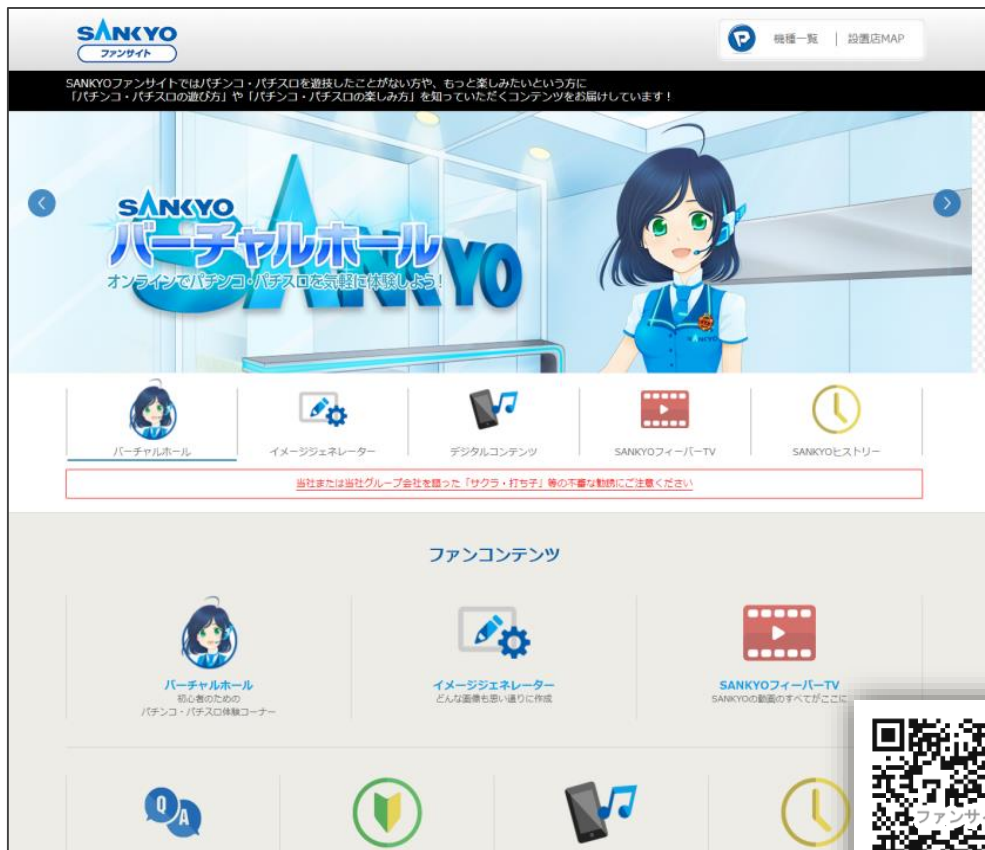 SANKYO
ファンサイト
機種一覧
設置店MAP
SANKYOファンサイトではパチンコ・パチスロを遊技したことがない方や、もっと楽しみたいという方に
「パチンコ・パチスロの遊び方」や「パチンコ・パチスロの楽しみ方」を知っていただくコンテンツをお届けしています！
SANKYO
バーチャルホール
オンラインでパチンコ・パチスロを気軽に体験しよう！
SANKYO
バーチャルホール
イメージジェネレーター
デジタルコンテンツ
SANKYOフィーバーTV
SANKYOヒストリー
当社または当社グループ会社を騙った「サクラ・打ち子」等の不審な勧誘にご注意ください
ファンコンテンツ
バーチャルホール
初心者のための
パチンコ・パチスロ体験コーナー
イメージジェネレーター
どんな画像も思い通りに作成
SANKYOフィーバーTV
SANKYOの動画のすべてがここに
Q A
ファンサイ